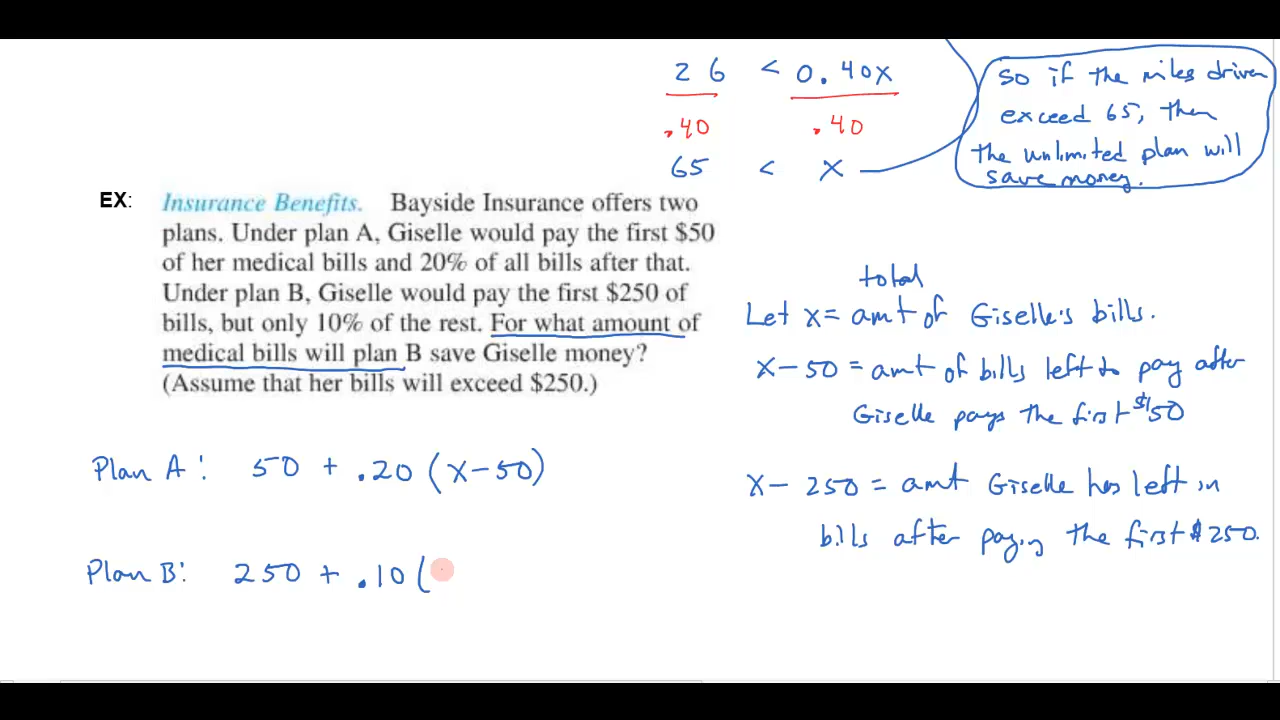 26 < 0.40x
.40 .40
65 < x
So if the miles driven
exceed 65, then
the unlimited plan will
save money.
EX: Insurance Benefits. Bayside Insurance offers two
plans. Under plan A, Giselle would pay the first $50
of her medical bills and 20% of all bills after that.
Under plan B, Giselle would pay the first $250 of
bills, but only 10% of the rest. For what amount of
medical bills will plan B save Giselle money?
(Assume that her bills will exceed $250.)
total
Let x = amt of Giselle's bills.
x - 50 = amt of bills left to pay after
Giselle pays the first $50
x - 250 = amt Giselle has left in
bills after paying the first $250.
Plan A: 50 + .20 (x-50)
Plan B: 250 + .10 (